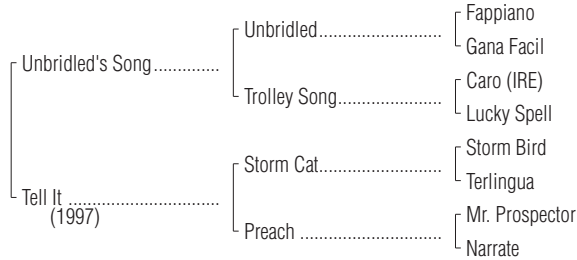 Fappiano
Unbridled
Gana Facil
Unbridled's Song
Caro (IRE)
Trolley Song
Lucky Spell
Storm Bird
Storm Cat
Terlingua
Tell It
(1997)
Mr. Prospector
Preach
Narrate